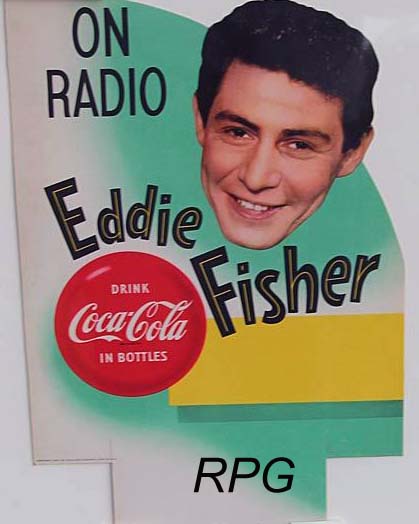 ON
RADIO
Eddie
Fisher
DRINK
Coca-Cola
IN BOTTLES
RPG